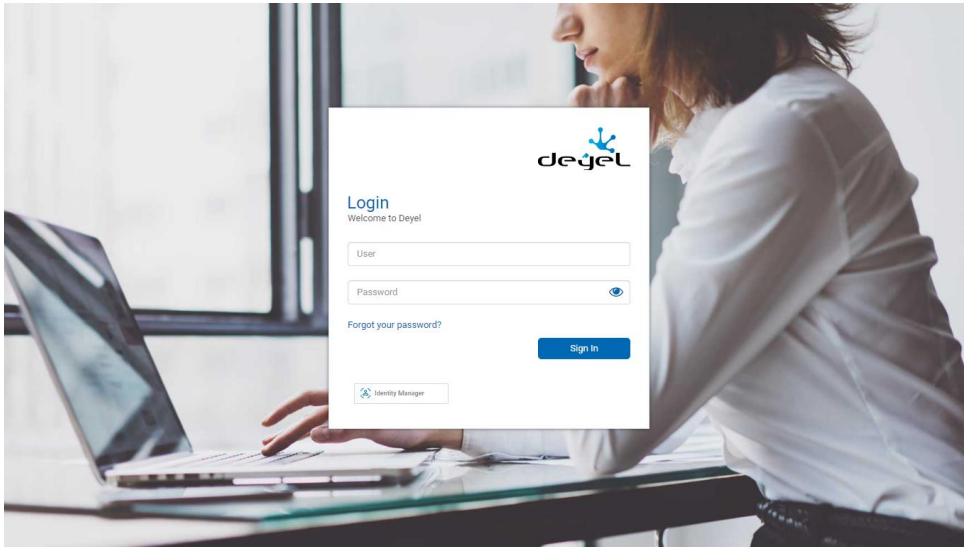 deyel
Login
Welcome to Deyel
User
Password
Forgot your password?
Sign In
Identity Manager